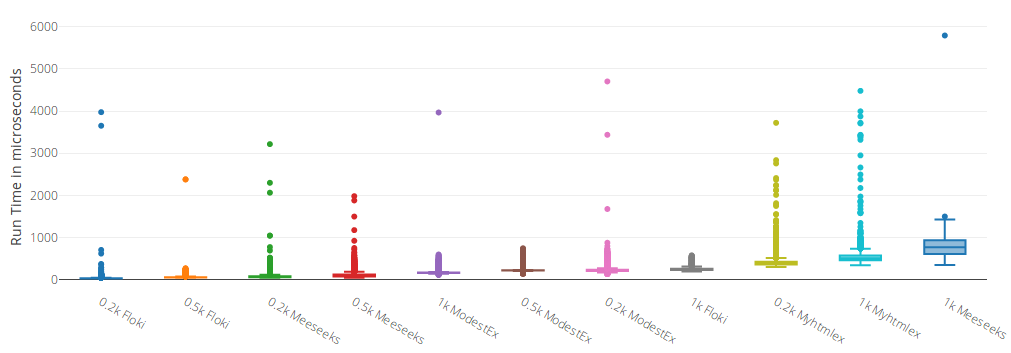 Run Time in microseconds
6000
5000
4000
3000
2000
1000
0
0.2k Floki
0.5k Floki
0.2k Meeseeks
0.5k Meeseeks
1k ModestEx
0.5k ModestEx
0.2k ModestEx
1k Floki
0.2k Myhtmlex
1k Myhtmlex
1k Meeseeks